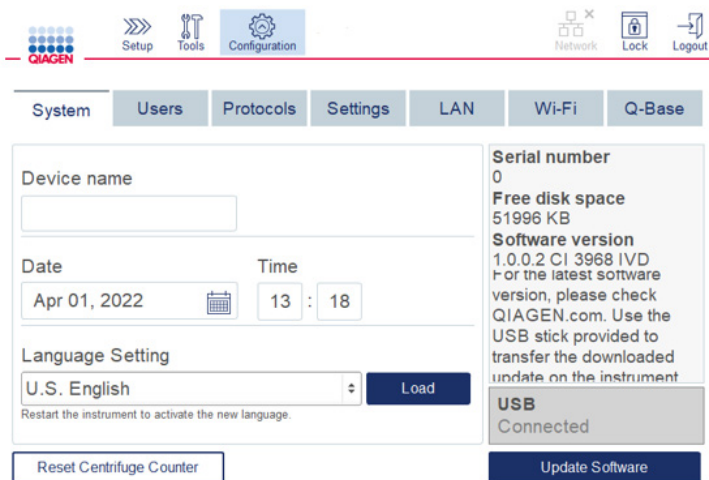 QIAGEN
Setup
Tools
Configuration
Network
Lock
Logout
System
Users
Protocols
Settings
LAN
Wi-Fi
Q-Base
Device name
Date
Time
Apr 01, 2022
13 : 18
Language Setting
U.S. English
Load
Restart the instrument to activate the new language.
Reset Centrifuge Counter
Serial number
0
Free disk space
51996 KB
Software version
1.0.0.2 CI 3968 IVD
For the latest software
version, please check
QIAGEN.com. Use the
USB stick provided to
transfer the downloaded
update on the instrument
USB
Connected
Update Software